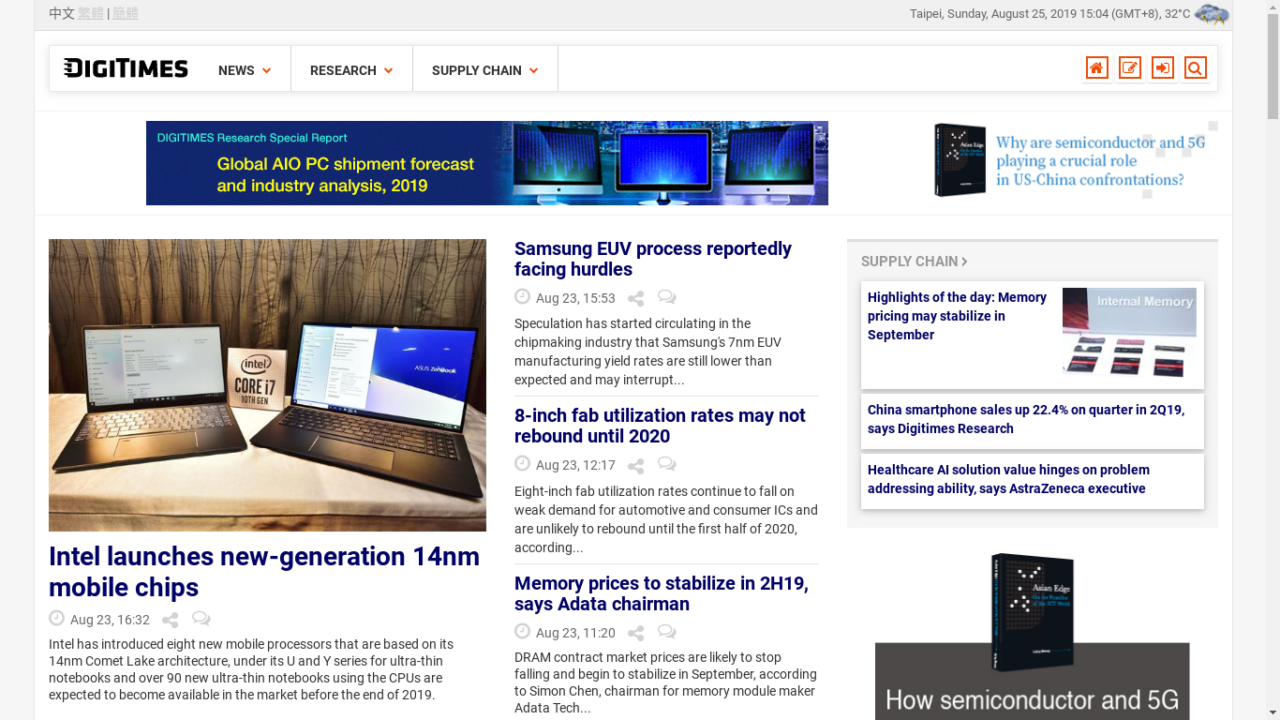 中文 繁體 | 簡體
Taipei, Sunday, August 25, 2019 15:04 (GMT+8), 32°C
DIGITIMES
NEWS
RESEARCH
SUPPLY CHAIN
DIGITIMES Research Special Report
Global AIO PC shipment forecast
and industry analysis, 2019
Asian Edge
Why are semiconductor and 5G
playing a crucial role
in US-China confrontations?
intel
CORE i7
10TH GEN
ASUS ZenBook
Intel launches new-generation 14nm
mobile chips
Aug 23, 16:32
Intel has introduced eight new mobile processors that are based on its
14nm Comet Lake architecture, under its U and Y series for ultra-thin
notebooks and over 90 new ultra-thin notebooks using the CPUs are
expected to become available in the market before the end of 2019.
Samsung EUV process reportedly
facing hurdles
Aug 23, 15:53
Speculation has started circulating in the
chipmaking industry that Samsung's 7nm EUV
manufacturing yield rates are still lower than
expected and may interrupt...
8-inch fab utilization rates may not
rebound until 2020
Aug 23, 12:17
Eight-inch fab utilization rates continue to fall on
weak demand for automotive and consumer ICs and
are unlikely to rebound until the first half of 2020,
according...
Memory prices to stabilize in 2H19,
says Adata chairman
Aug 23, 11:20
DRAM contract market prices are likely to stop
falling and begin to stabilize in September, according
to Simon Chen, chairman for memory module maker
Adata Tech...
SUPPLY CHAIN
Highlights of the day: Memory
pricing may stabilize in
September
Internal Memory
China smartphone sales up 22.4% on quarter in 2Q19,
says Digitimes Research
Healthcare AI solution value hinges on problem
addressing ability, says AstraZeneca executive
Asian Edge
How semiconductor and 5G